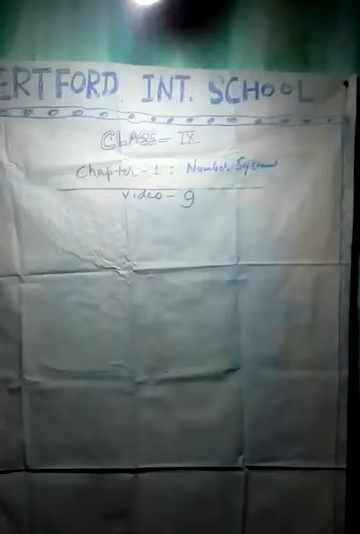 ERTFORD INT. SCHOOL
CLASS - IX
Chapter - 1 : Number System
Video - 9